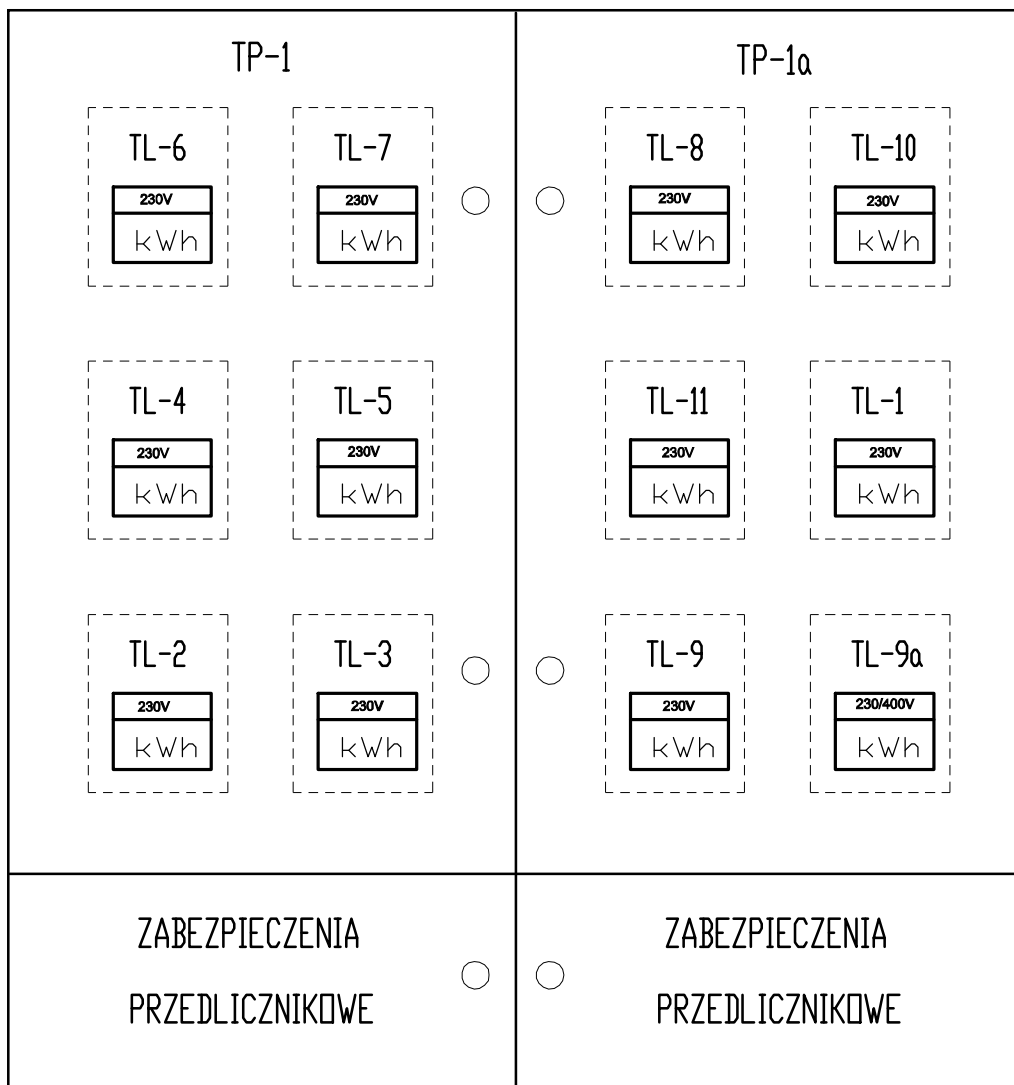 TP-1
TL-6 TL-7
230V 230V
kWh kWh
TL-4 TL-5
230V 230V
kWh kWh
TL-2 TL-3
230V 230V
kWh kWh
ZABEZPIECZENIA
PRZEDLICZNIKOWE
TP-1a
TL-8 TL-10
230V 230V
kWh kWh
TL-11 TL-1
230V 230V
kWh kWh
TL-9 TL-9a
230V 230/400V
kWh kWh
ZABEZPIECZENIA
PRZEDLICZNIKOWE